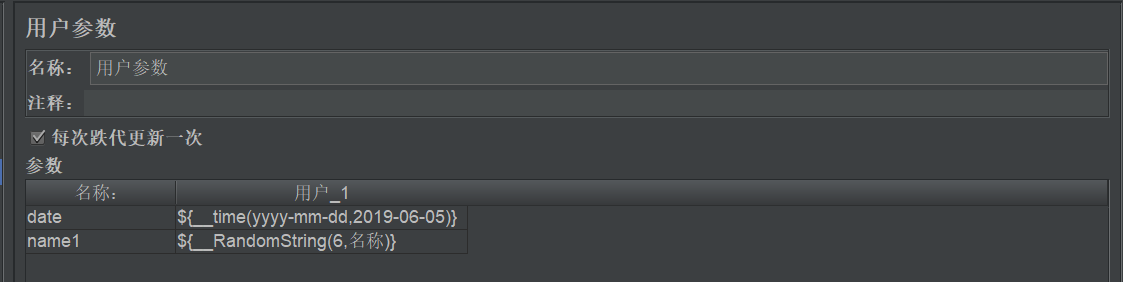 用户参数
名称： 用户参数
注释：
每次跌代更新一次
参数
名称： 用户_1
date ${__time(yyyy-mm-dd,2019-06-05)}
name1 ${__RandomString(6,名称)}